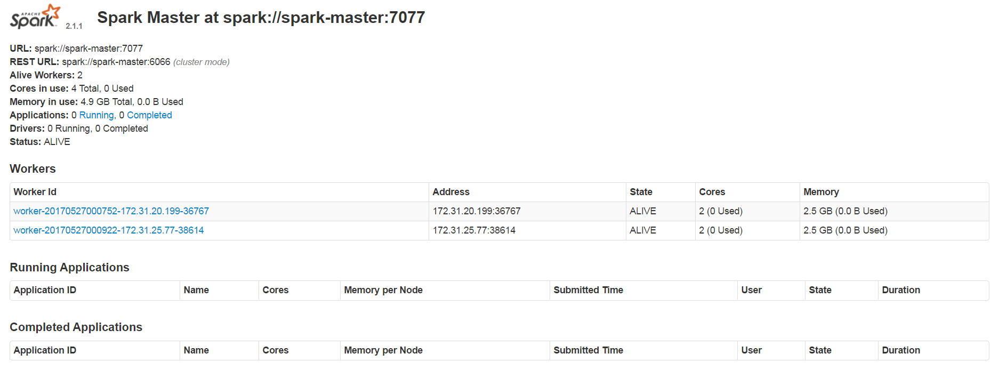 APACHE
Spark 2.1.1 Spark Master at spark://spark-master:7077
URL: spark://spark-master:7077
REST URL: spark://spark-master:6066 (cluster mode)
Alive Workers: 2
Cores in use: 4 Total, 0 Used
Memory in use: 4.9 GB Total, 0.0 B Used
Applications: 0 Running, 0 Completed
Drivers: 0 Running, 0 Completed
Status: ALIVE
Workers
Worker Id Address State Cores Memory
worker-20170527000752-172.31.20.199-36767 172.31.20.199:36767 ALIVE 2 (0 Used) 2.5 GB (0.0 B Used)
worker-20170527000922-172.31.25.77-38614 172.31.25.77:38614 ALIVE 2 (0 Used) 2.5 GB (0.0 B Used)
Running Applications
Application ID Name Cores Memory per Node Submitted Time User State Duration
Completed Applications
Application ID Name Cores Memory per Node Submitted Time User State Duration